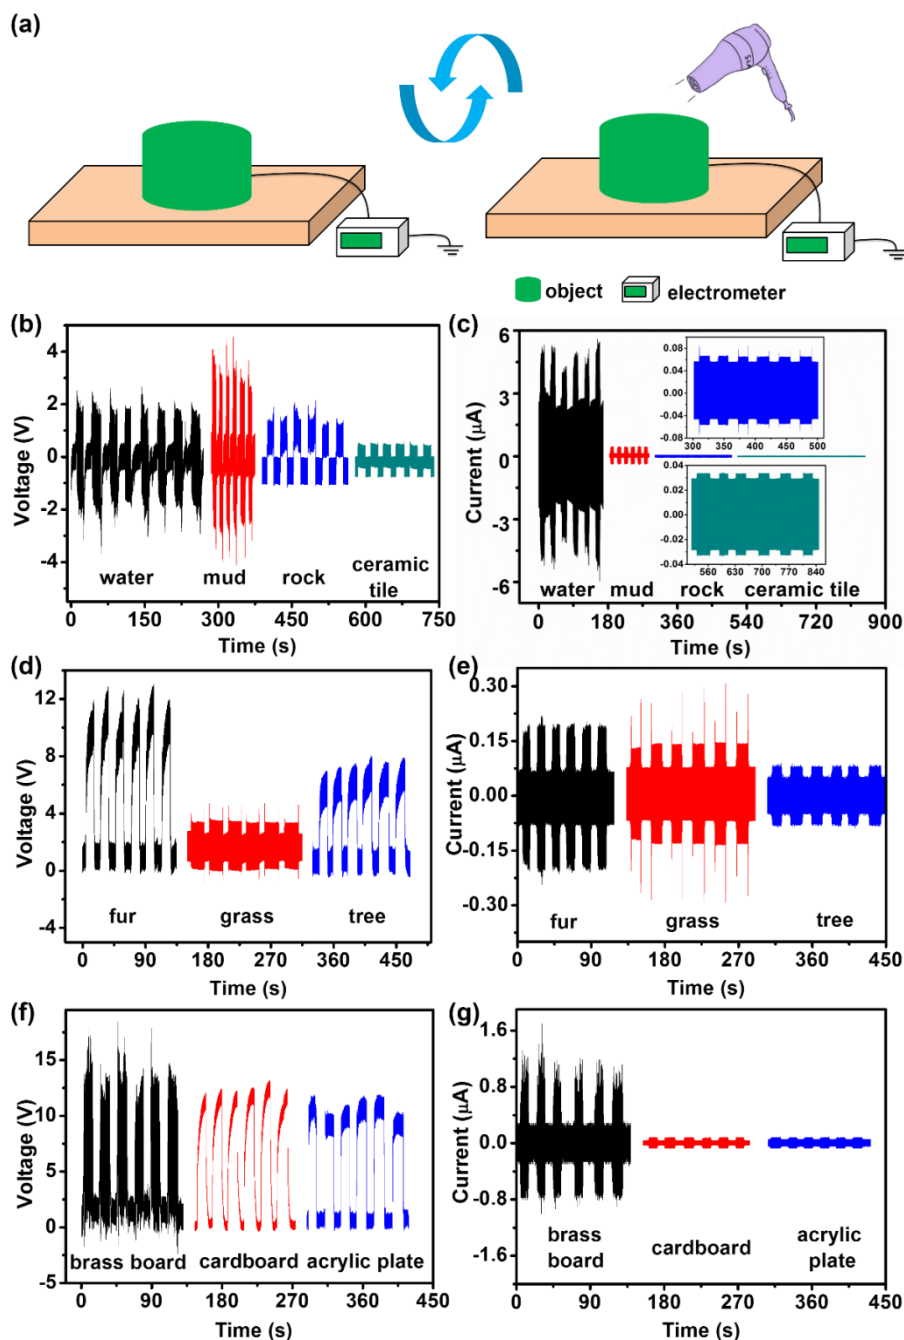 (a)
object
electrometer
(b)
Voltage (V)
4
2
0
-2
-4
water
mud
rock
ceramic
tile
0
150
300
450
600
750
Time (s)
(c)
Current (μA)
6
3
0
-3
-6
0.08
0.04
0.00
-0.04
-0.08
300
350
400
450
500
0.04
0.02
0.00
-0.02
-0.04
560
630
700
770
840
water
mud
rock
ceramic tile
0
180
360
540
720
900
Time (s)
(d)
Voltage (V)
12
8
4
0
-4
fur
grass
tree
0
90
180
270
360
450
Time (s)
(e)
Current (μA)
0.30
0.15
0.00
-0.15
-0.30
fur
grass
tree
0
90
180
270
360
450
Time (s)
(f)
Voltage (V)
15
10
5
0
-5
brass board
cardboard
acrylic plate
0
90
180
270
360
450
Time (s)
(g)
Current (μA)
1.6
0.8
0.0
-0.8
-1.6
brass
board
cardboard
acrylic
plate
0
90
180
270
360
450
Time (s)